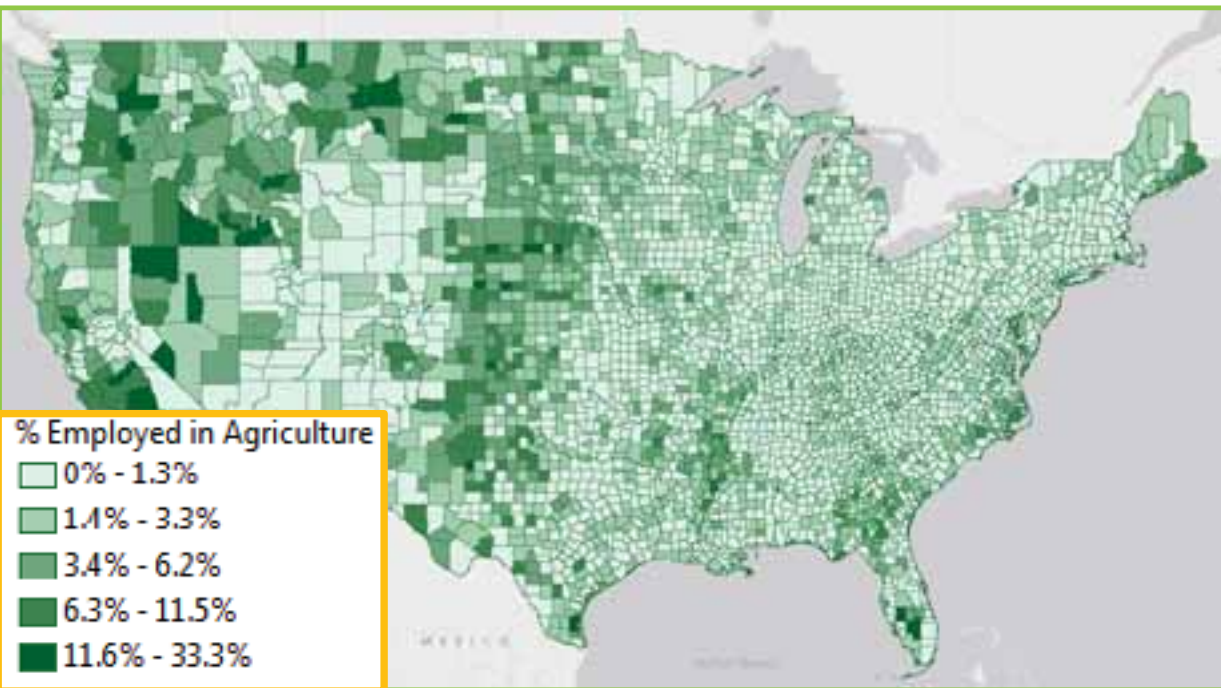 % Employed in Agriculture
0% - 1.3%
1.4% - 3.3%
3.4% - 6.2%
6.3% - 11.5%
11.6% - 33.3%
MEXICO